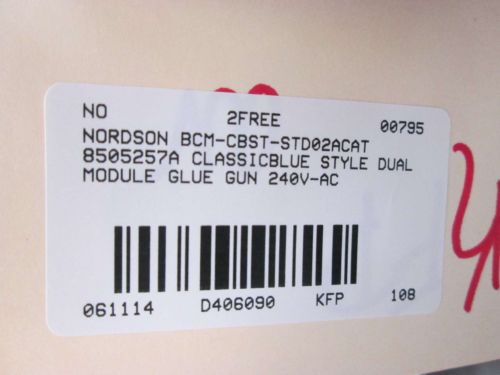 NO 2FREE 00795
NORDSON BCM-CBST-STD02ACAT
8505257A CLASSICBLUE STYLE DUAL
MODULE GLUE GUN 240V-AC
061114 D406090 KFP 108